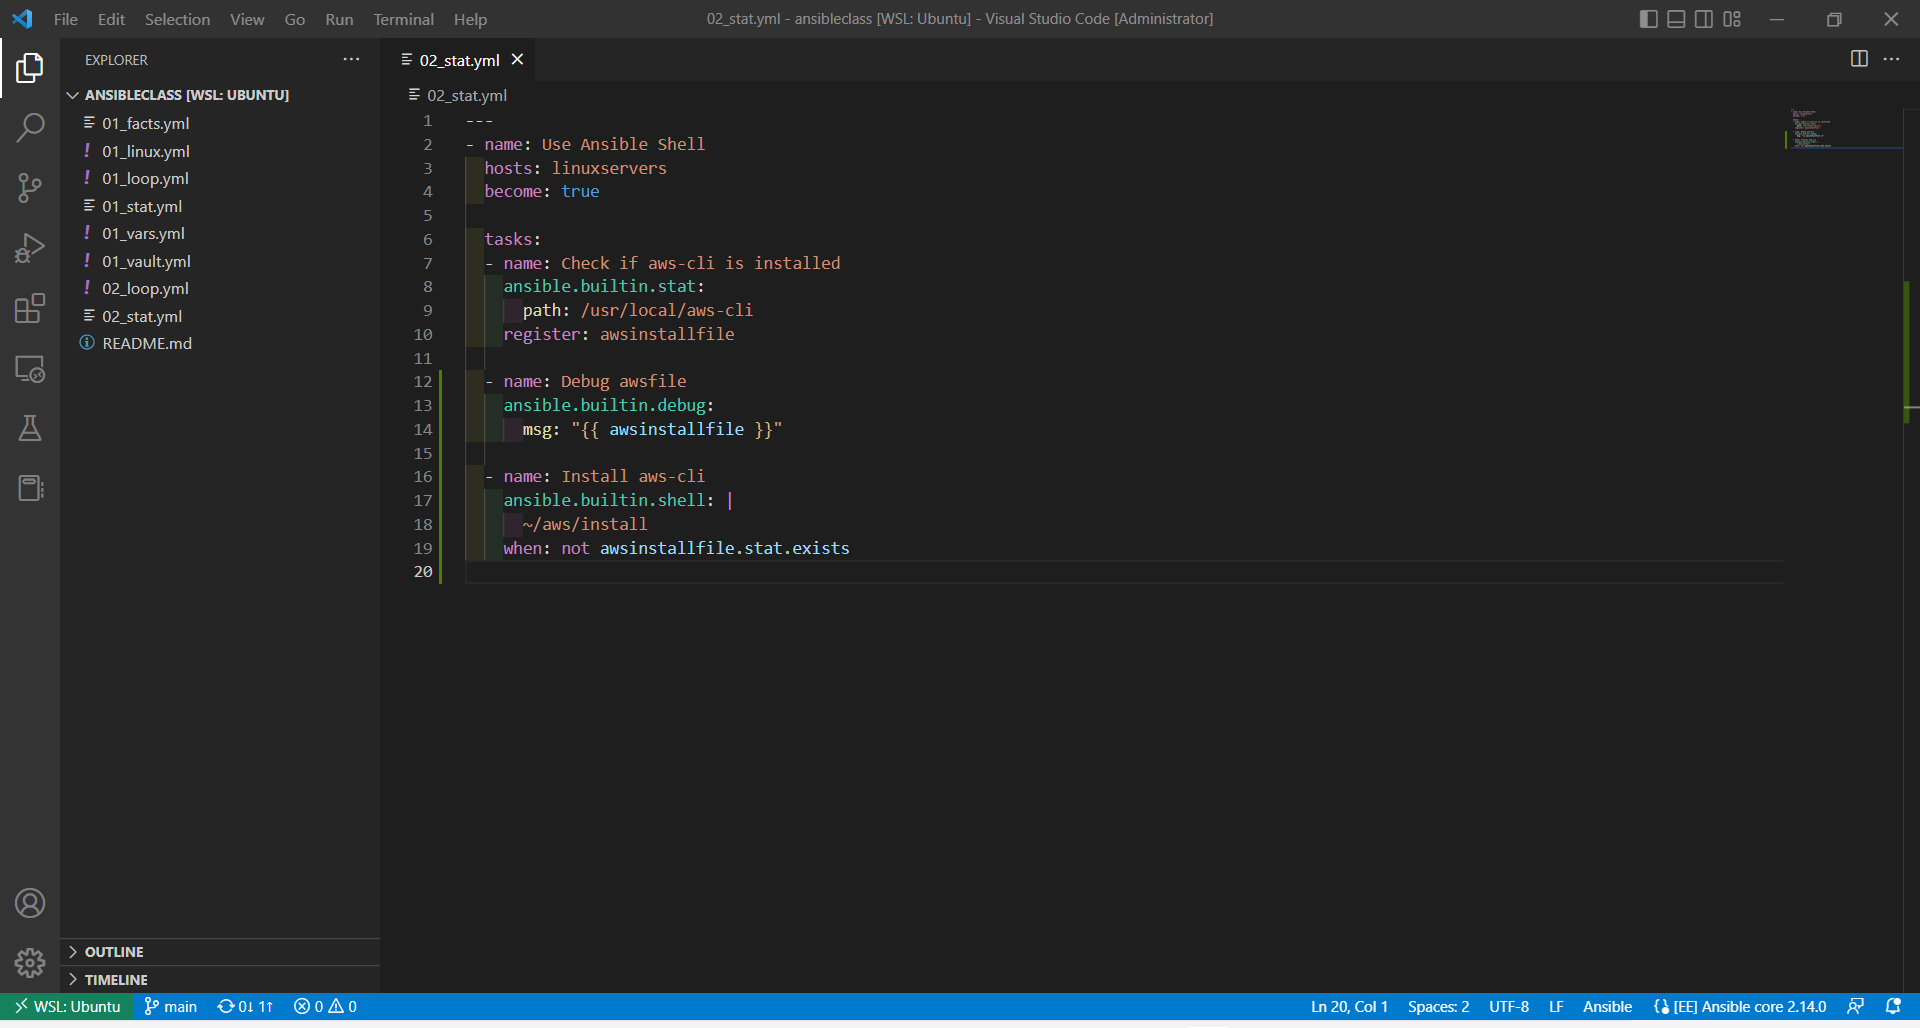 File Edit Selection View Go Run Terminal Help 02_stat.yml - ansibleclass [WSL: Ubuntu] - Visual Studio Code [Administrator]
EXPLORER
ANSIBLECLASS [WSL: UBUNTU]
01_facts.yml
01_linux.yml
01_loop.yml
01_stat.yml
01_vars.yml
01_vault.yml
02_loop.yml
02_stat.yml
README.md
OUTLINE
TIMELINE
02_stat.yml
02_stat.yml
1 ---
2 - name: Use Ansible Shell
3 hosts: linuxservers
4 become: true
5
6 tasks:
7 - name: Check if aws-cli is installed
8 ansible.builtin.stat:
9 path: /usr/local/aws-cli
10 register: awsinstallfile
11
12 - name: Debug awsfile
13 ansible.builtin.debug:
14 msg: "{{ awsinstallfile }}"
15
16 - name: Install aws-cli
17 ansible.builtin.shell: |
18 ~/aws/install
19 when: not awsinstallfile.stat.exists
20
WSL: Ubuntu main 0↓ 1↑ 0 0 Ln 20, Col 1 Spaces: 2 UTF-8 LF Ansible [EE] Ansible core 2.14.0